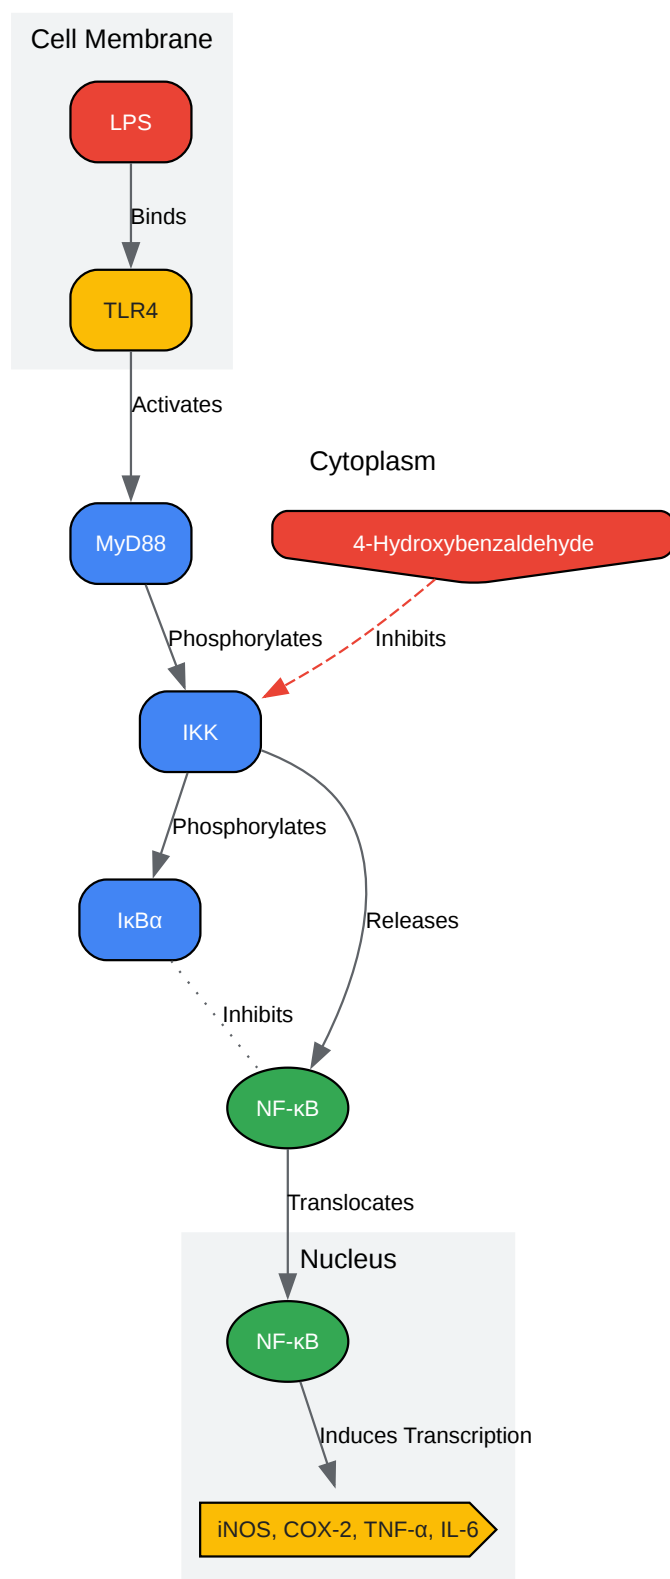 Cell Membrane
LPS
Binds
TLR4
Activates
Cytoplasm
MyD88
4-Hydroxybenzaldehyde
Phosphorylates
Inhibits
IKK
Phosphorylates
IκBα
Releases
Inhibits
NF-κB
Translocates
Nucleus
NF-κB
Induces Transcription
iNOS, COX-2, TNF-α, IL-6